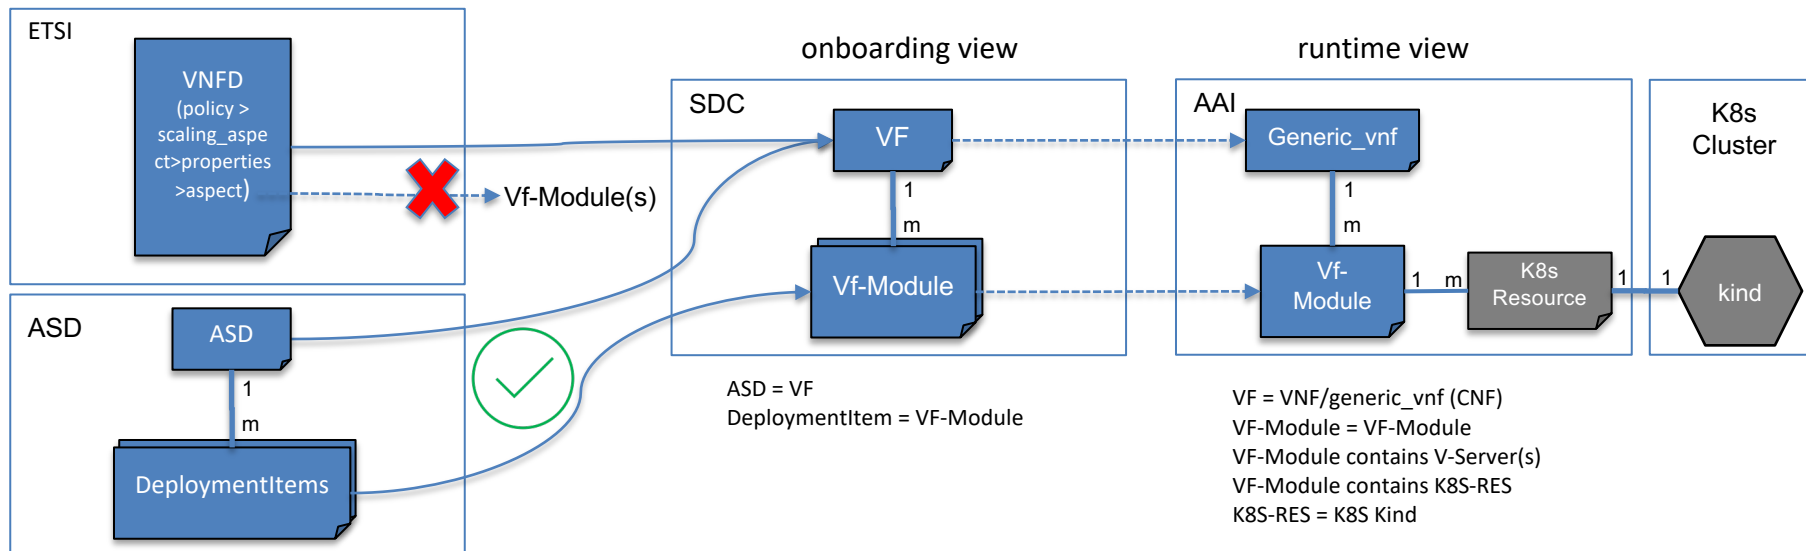 ETSI
VNFD
(policy >
scaling_aspe
ct>properties
>aspect)
Vf-Module(s)
ASD
ASD
1
m
DeploymentItems
onboarding view
SDC
VF
1
m
Vf-Module
ASD = VF
DeploymentItem = VF-Module
runtime view
AAI
Generic_vnf
1
m
Vf-
Module
1
m
K8s
Resource
1
1
K8s
Cluster
kind
VF = VNF/generic_vnf (CNF)
VF-Module = VF-Module
VF-Module contains V-Server(s)
VF-Module contains K8S-RES
K8S-RES = K8S Kind